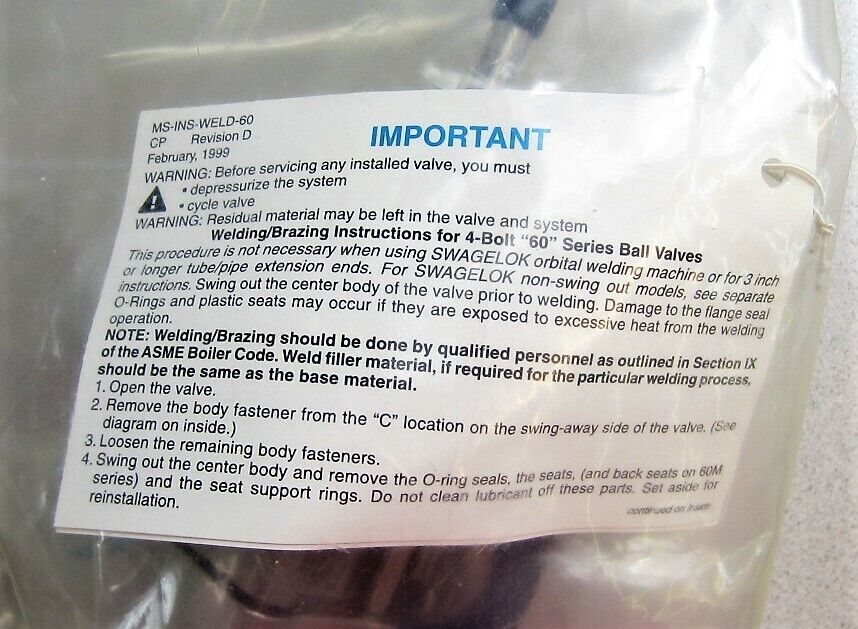 MS-INS-WELD-60
CP Revision D
February, 1999
IMPORTANT
WARNING: Before servicing any installed valve, you must
• depressurize the system
• cycle valve
WARNING: Residual material may be left in the valve and system
Welding/Brazing Instructions for 4-Bolt “60” Series Ball Valves
This procedure is not necessary when using SWAGELOK orbital welding machine or for 3 inch
or longer tube/pipe extension ends. For SWAGELOK non-swing out models, see separate
instructions. Swing out the center body of the valve prior to welding. Damage to the flange seal
O-Rings and plastic seats may occur if they are exposed to excessive heat from the welding
operation.
NOTE: Welding/Brazing should be done by qualified personnel as outlined in Section IX
of the ASME Boiler Code. Weld filler material, if required for the particular welding process,
should be the same as the base material.
1. Open the valve.
2. Remove the body fastener from the “C” location on the swing-away side of the valve. (See
diagram on inside.)
3. Loosen the remaining body fasteners.
4. Swing out the center body and remove the O-ring seals, the seats, (and back seats on 60M
series) and the seat support rings. Do not clean lubricant off these parts. Set aside for
reinstallation.
continued on inside